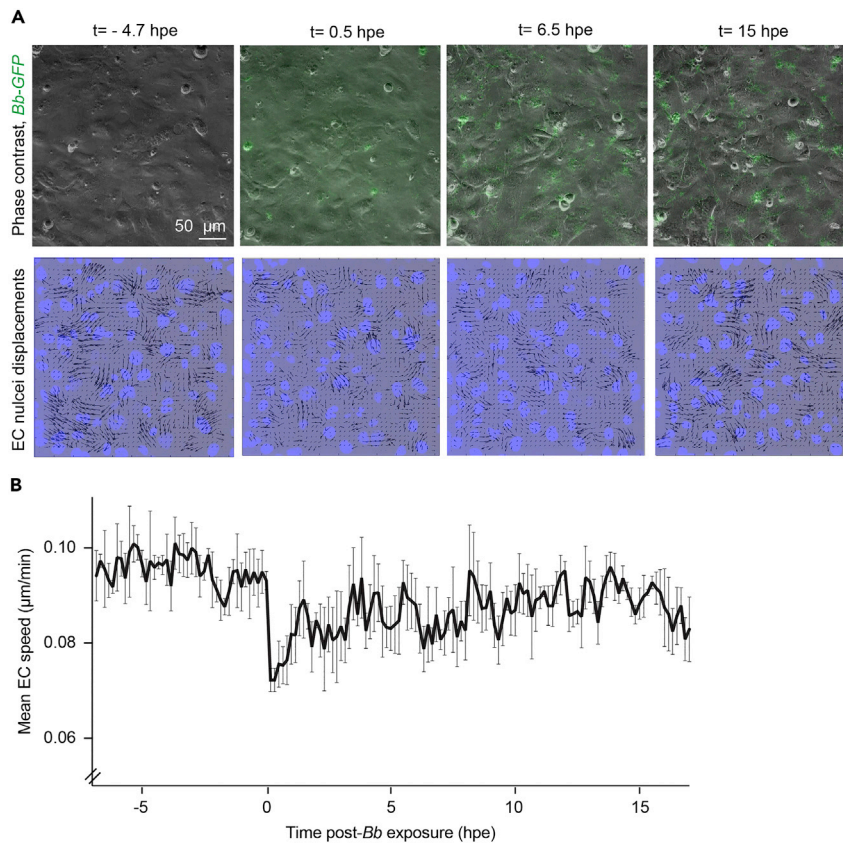 A
t= - 4.7 hpe
t= 0.5 hpe
t= 6.5 hpe
t= 15 hpe
Phase contrast, Bb-GFP
50 μm
EC nulcei displacements
B
Mean EC speed (μm/min)
0.10
0.08
0.06
-5
0
5
10
15
Time post-Bb exposure (hpe)